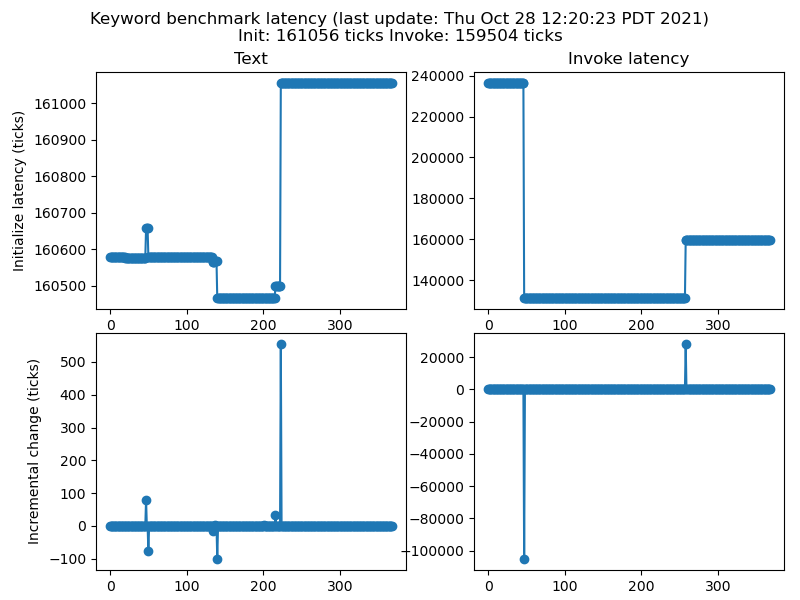 Keyword benchmark latency (last update: Thu Oct 28 12:20:23 PDT 2021)
Init: 161056 ticks Invoke: 159504 ticks
Text
Invoke latency
Initialize latency (ticks)
161000
160900
160800
160700
160600
160500
0 100 200 300
240000
220000
200000
180000
160000
140000
0 100 200 300
Incremental change (ticks)
500
400
300
200
100
0
−100
0 100 200 300
20000
0
−20000
−40000
−60000
−80000
−100000
0 100 200 300